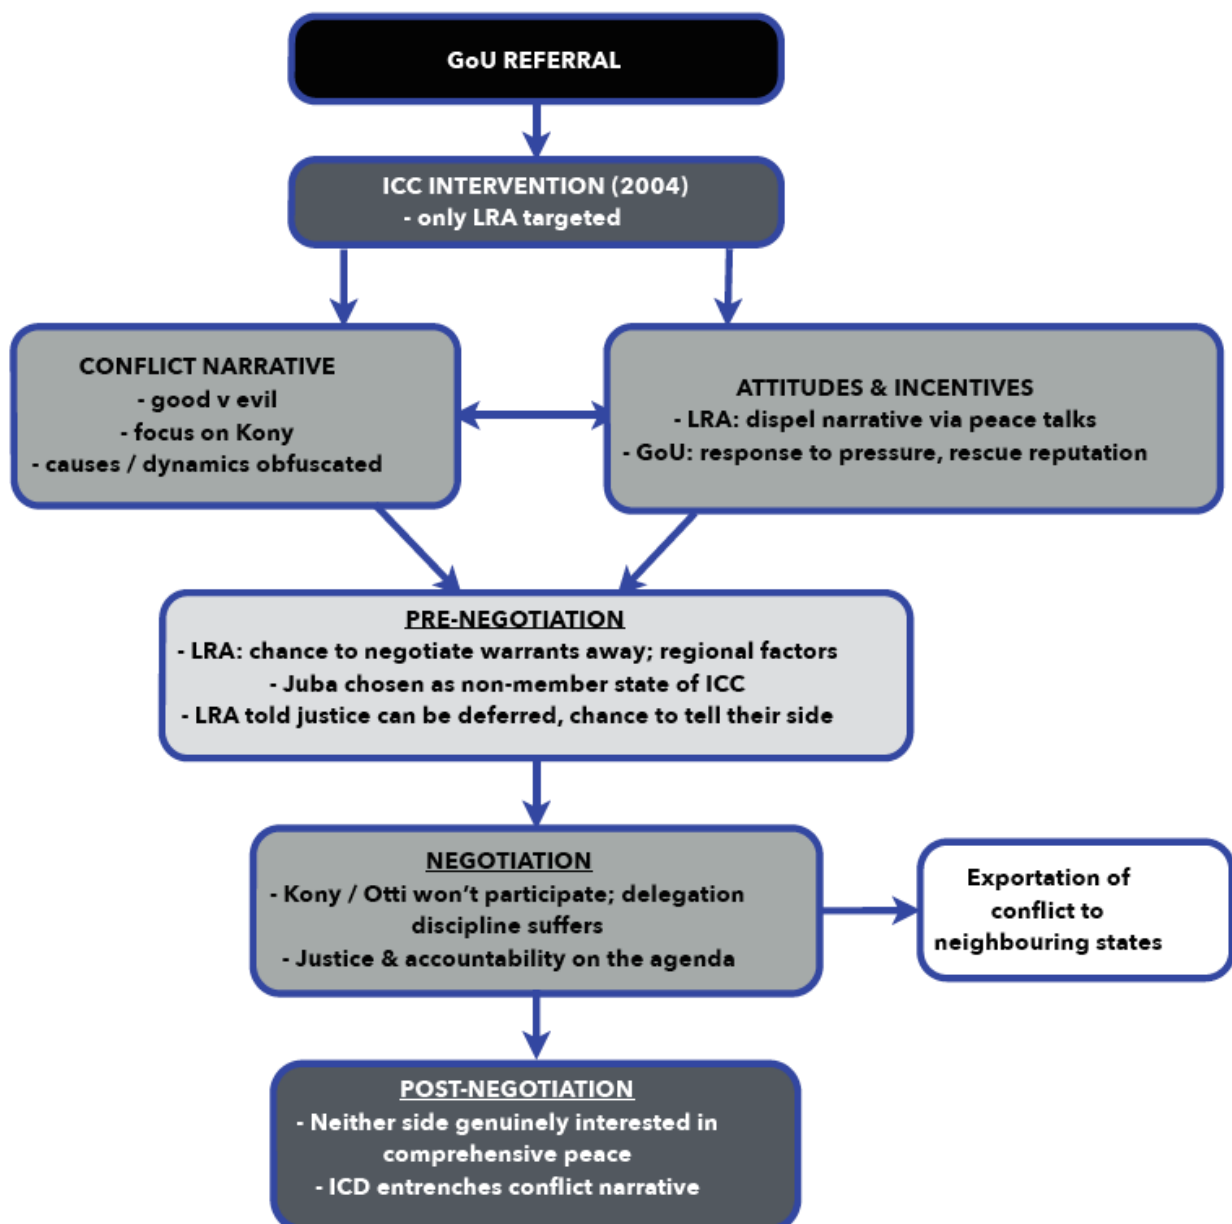 GoU REFERRAL
ICC INTERVENTION (2004)
- only LRA targeted
CONFLICT NARRATIVE
- good v evil
- focus on Kony
- causes / dynamics obfuscated
ATTITUDES & INCENTIVES
- LRA: dispel narrative via peace talks
- GoU: response to pressure, rescue reputation
PRE-NEGOTIATION
- LRA: chance to negotiate warrants away; regional factors
- Juba chosen as non-member state of ICC
- LRA told justice can be deferred, chance to tell their side
NEGOTIATION
- Kony / Otti won’t participate; delegation
discipline suffers
- Justice & accountability on the agenda
Exportation of
conflict to
neighbouring states
POST-NEGOTIATION
- Neither side genuinely interested in
comprehensive peace
- ICD entrenches conflict narrative